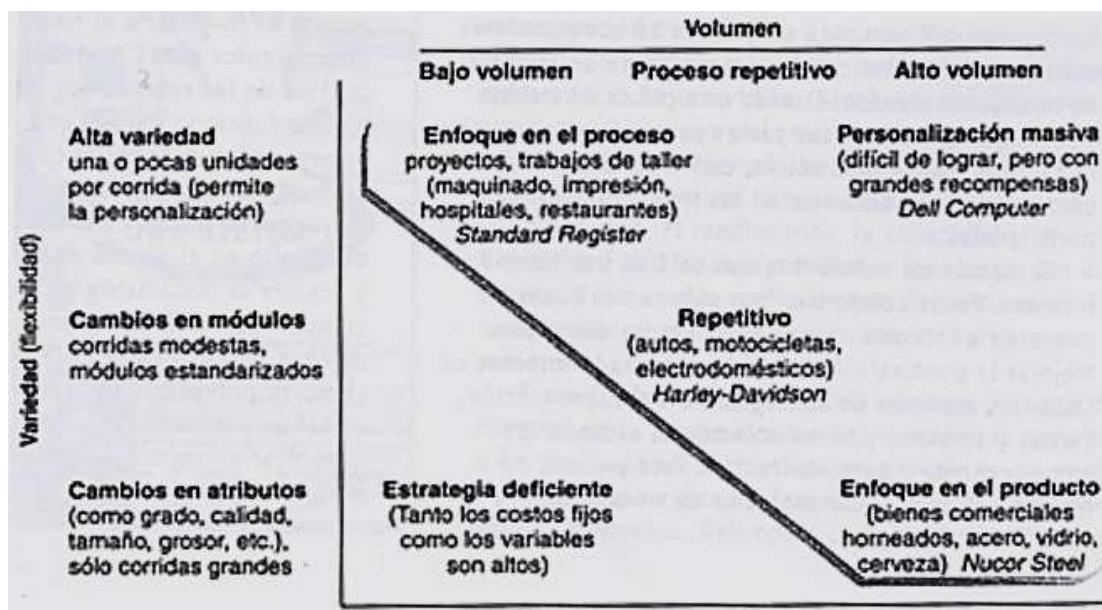 Volumen
Bajo volumen
Proceso repetitivo
Alto volumen
Variedad (flexibilidad)
Alta variedad
una o pocas unidades
por corrida (permite
la personalización)
Enfoque en el proceso
proyectos, trabajos de taller
(maquinado, impresión,
hospitales, restaurantes)
Standard Register
Personalización masiva
(difícil de lograr, pero con
grandes recompensas)
Dell Computer
Cambios en módulos
corridas modestas,
módulos estandarizados
Repetitivo
(autos, motocicletas,
electrodomésticos)
Harley-Davidson
Cambios en atributos
(como grado, calidad,
tamaño, grosor, etc.),
sólo corridas grandes
Estrategia deficiente
(Tanto los costos fijos
como los variables
son altos)
Enfoque en el producto
(bienes comerciales
horneados, acero, vidrio,
cerveza) Nucor Steel